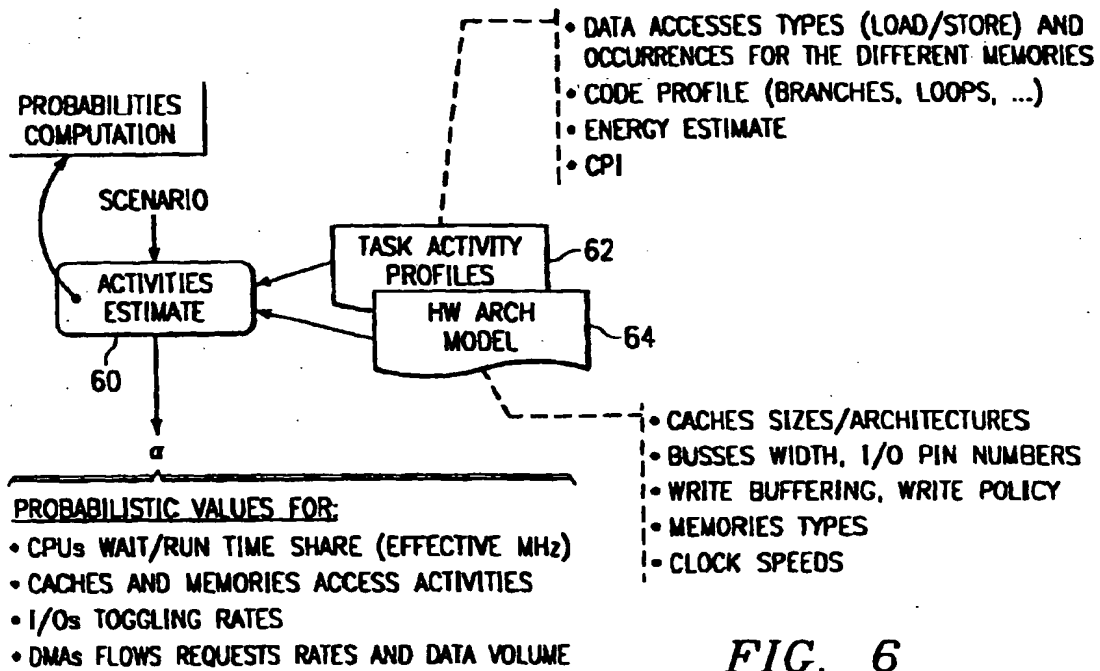 • DATA ACCESSES TYPES (LOAD/STORE) AND
OCCURRENCES FOR THE DIFFERENT MEMORIES
• CODE PROFILE (BRANCHES, LOOPS, ...)
• ENERGY ESTIMATE
• CPI
PROBABILITIES
COMPUTATION
SCENARIO
ACTIVITIES
ESTIMATE
60
TASK ACTIVITY
PROFILES
62
HW ARCH
MODEL
64
• CACHES SIZES/ARCHITECTURES
• BUSSES WIDTH, I/O PIN NUMBERS
• WRITE BUFFERING, WRITE POLICY
• MEMORIES TYPES
• CLOCK SPEEDS
α
PROBABILISTIC VALUES FOR:
• CPUs WAIT/RUN TIME SHARE (EFFECTIVE MHz)
• CACHES AND MEMORIES ACCESS ACTIVITIES
• I/Os TOGGLING RATES
• DMAs FLOWS REQUESTS RATES AND DATA VOLUME
FIG. 6